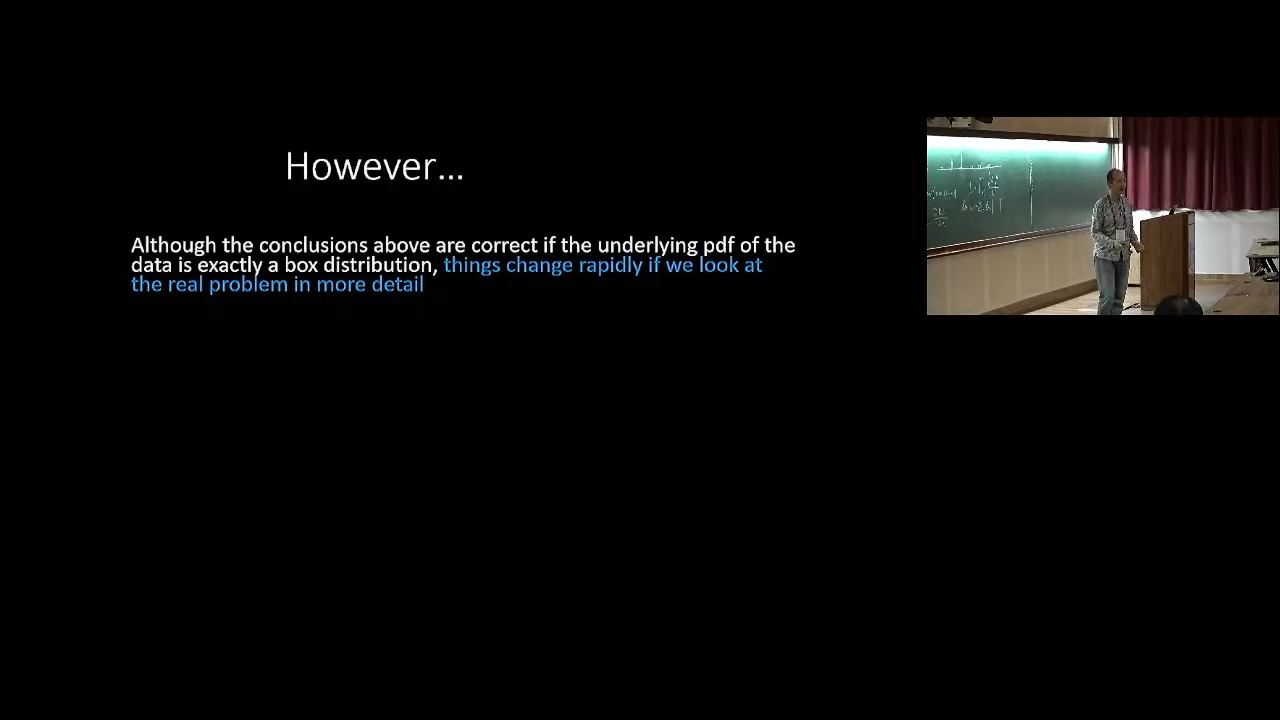 However…
Although the conclusions above are correct if the underlying pdf of the
data is exactly a box distribution, things change rapidly if we look at
the real problem in more detail